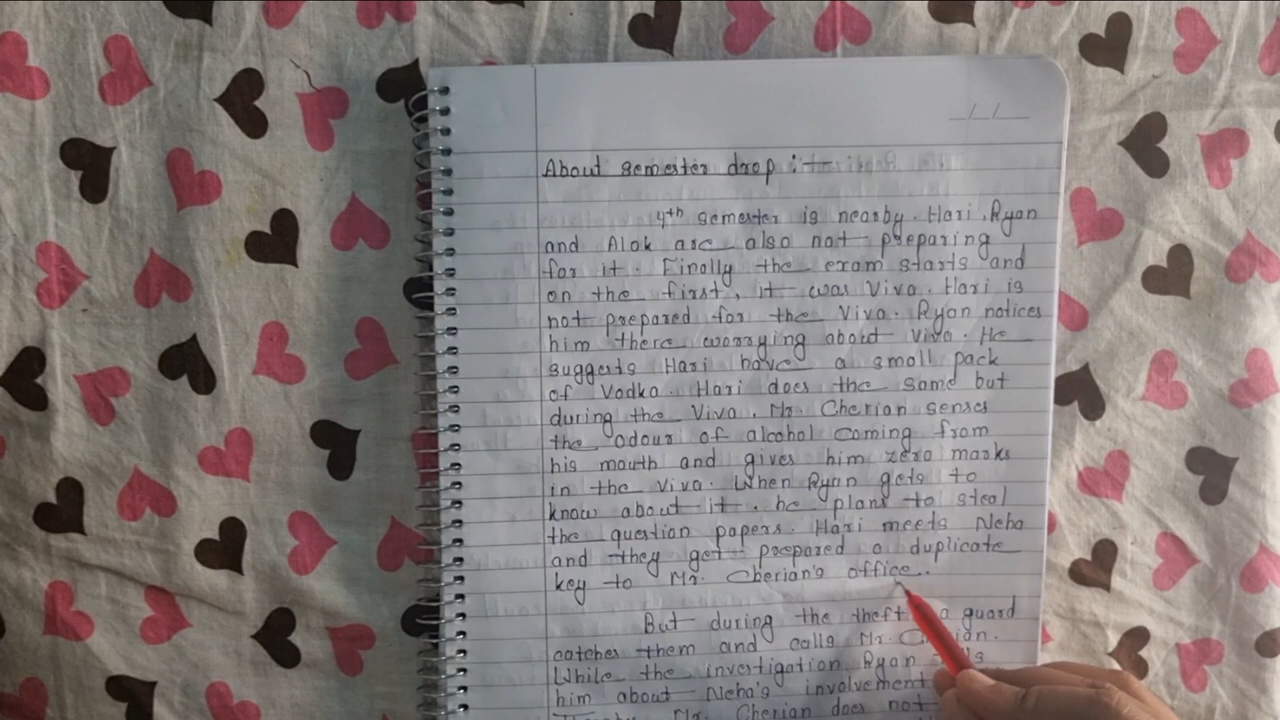 _/_/_
About semester drop :-
4th semester is nearby. Hari, Ryan
and Alok are also not preparing
for it. Finally the exam starts and
on the first, it was Viva. Hari is
not prepared for the Viva. Ryan notices
him there worrying about Viva. He
suggests Hari have a small pack
of Vodka. Hari does the same but
during the Viva, Mr. Cherian senses
the odour of alcohol coming from
his mouth and gives him zero marks
in the Viva. When Ryan gets to
know about it, he plans to steal
the question papers. Hari meets Neha
and they get prepared a duplicate
key to Mr. Cherian's office.
But during the theft a guard
catches them and calls Mr.
While the investigation Ryan
him about Neha's involvement
Mr. Cherian does not